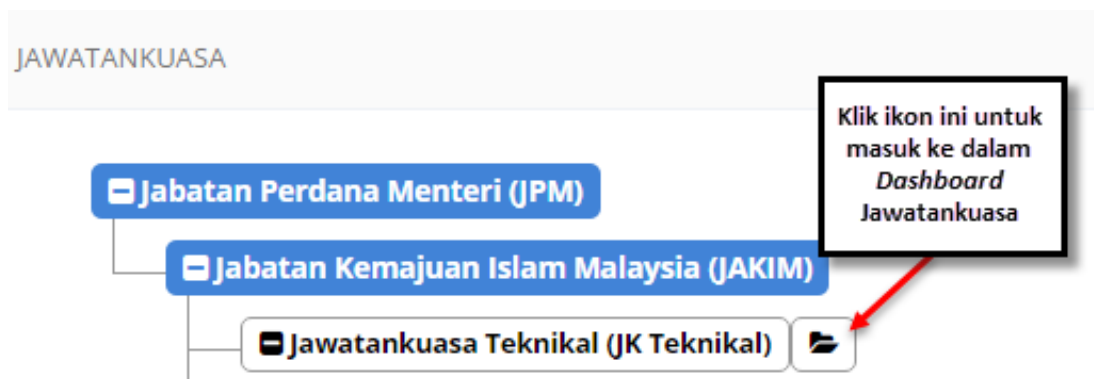 JAWATANKUASA
Klik ikon ini untuk
masuk ke dalam
Dashboard
Jawatankuasa
Jabatan Perdana Menteri (JPM)
Jabatan Kemajuan Islam Malaysia (JAKIM)
Jawatankuasa Teknikal (JK Teknikal)